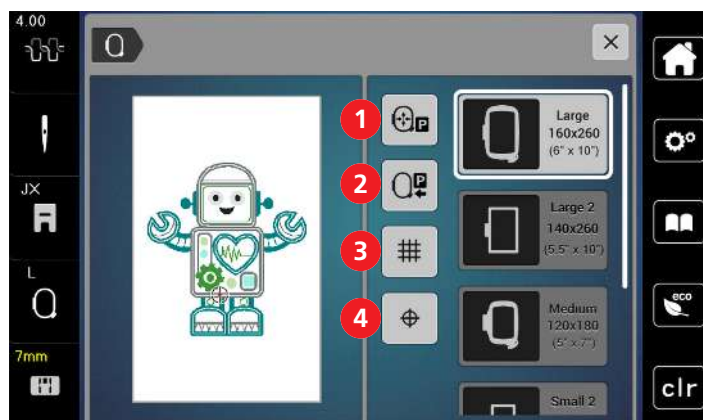 4.00
JX
L
7mm
1
P
2
P
3
4
Large
160x260
(6" x 10")
Large 2
140x260
(5.5" x 10")
Medium
120x180
(5" x 7")
Small 2
eco
clr